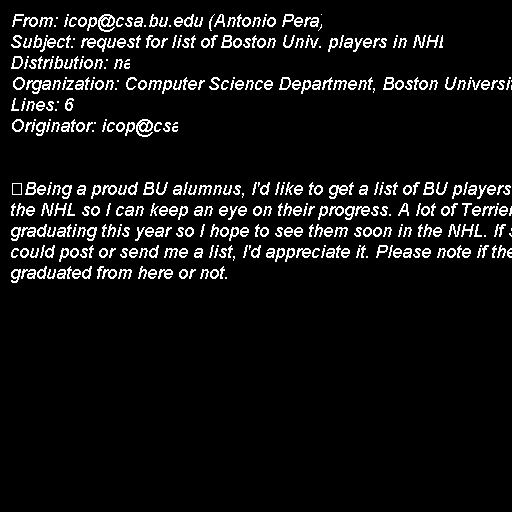 From: icop@csa.bu.edu (Antonio Pera)
Subject: request for list of Boston Univ. players in NHL
Distribution: na
Organization: Computer Science Department, Boston Universit
Lines: 6
Originator: icop@csa
Being a proud BU alumnus, I'd like to get a list of BU players
the NHL so I can keep an eye on their progress. A lot of Terrier
graduating this year so I hope to see them soon in the NHL. If s
could post or send me a list, I'd appreciate it. Please note if the
graduated from here or not.